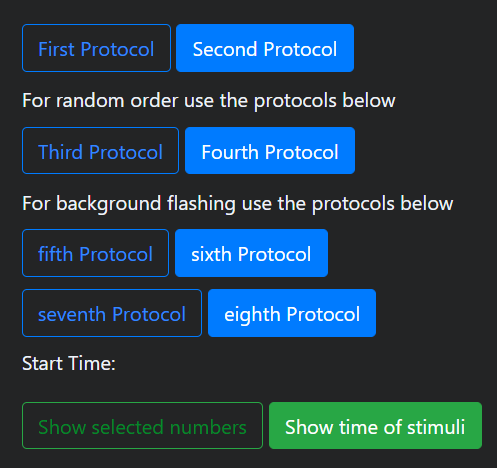 First Protocol Second Protocol
For random order use the protocols below
Third Protocol Fourth Protocol
For background flashing use the protocols below
fifth Protocol sixth Protocol
seventh Protocol eighth Protocol
Start Time:
Show selected numbers Show time of stimuli